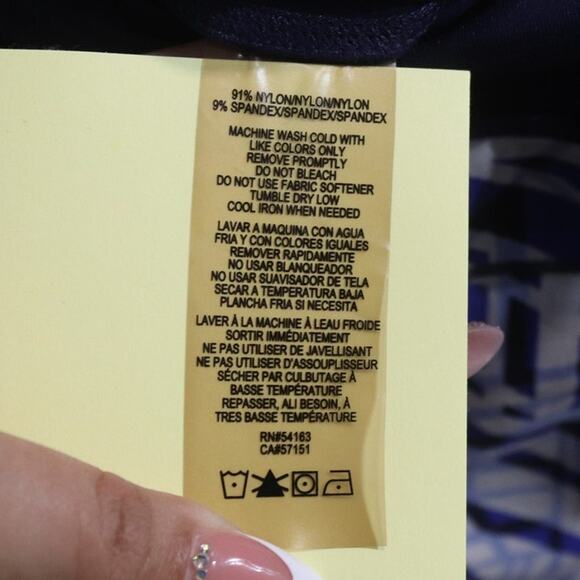 91% NYLON/NYLON/NYLON
9% SPANDEX/SPANDEX/SPANDEX
MACHINE WASH COLD WITH
LIKE COLORS ONLY
REMOVE PROMPTLY
DO NOT BLEACH
DO NOT USE FABRIC SOFTENER
TUMBLE DRY LOW
COOL IRON WHEN NEEDED
LAVAR A MAQUINA CON AGUA
FRIA Y CON COLORES IGUALES
REMOVER RAPIDAMENTE
NO USAR BLANQUEADOR
NO USAR SUAVISADOR DE TELA
SECAR A TEMPERATURA BAJA
PLANCHA FRIA SI NECESITA
LAVER À LA MACHINE À LEAU FROIDE
SORTIR IMMÉDIATEMENT
NE PAS UTILISER DE JAVELLISANT
NE PAS UTILISER D'ASSOUPLISSEUR
SÉCHER PAR CULBUTAGE À
BASSE TEMPÉRATURE
REPASSER, ALI BESOIN, À
TRES BASSE TEMPÉRATURE
RN#54163
CA#57151